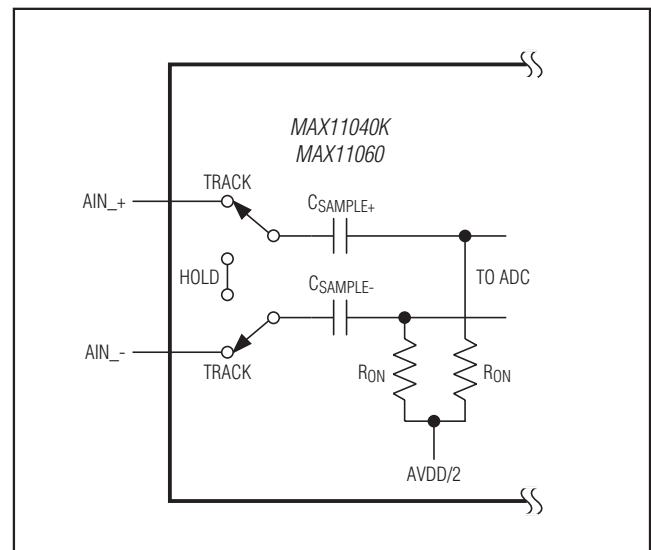 MAX11040K
MAX11060
TRACK
AIN_+
CSAMPLE+
HOLD
TO ADC
CSAMPLE-
AIN_-
TRACK
RON
RON
AVDD/2